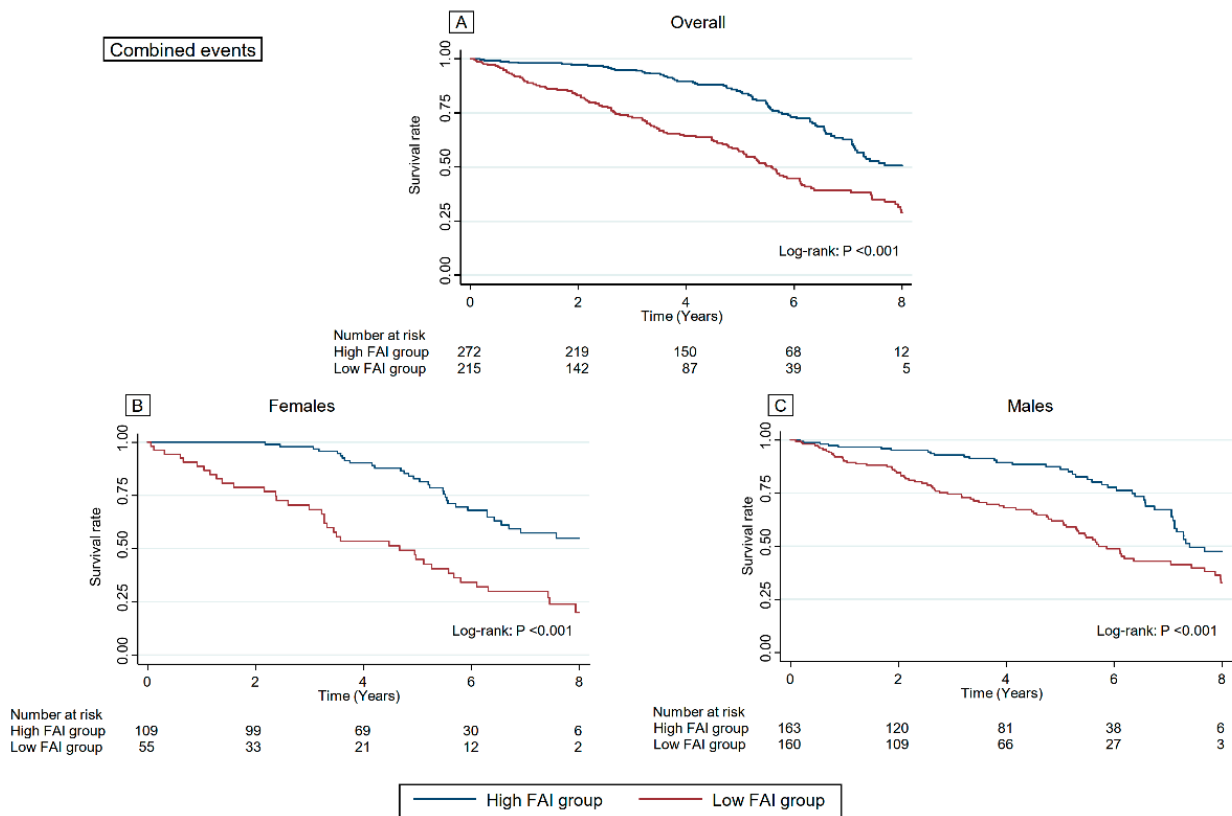 Combined events
A Overall
Survival rate
1.00
0.75
0.50
0.25
0.00
Log-rank: P <0.001
0 2 4 6 8
Time (Years)
Number at risk
High FAI group 272 219 150 68 12
Low FAI group 215 142 87 39 5
B Females
Survival rate
1.00
0.75
0.50
0.25
0.00
Log-rank: P <0.001
0 2 4 6 8
Time (Years)
Number at risk
High FAI group 109 99 69 30 6
Low FAI group 55 33 21 12 2
C Males
Survival rate
1.00
0.75
0.50
0.25
0.00
Log-rank: P <0.001
0 2 4 6 8
Time (Years)
Number at risk
High FAI group 163 120 81 38 6
Low FAI group 160 109 66 27 3
High FAI group Low FAI group